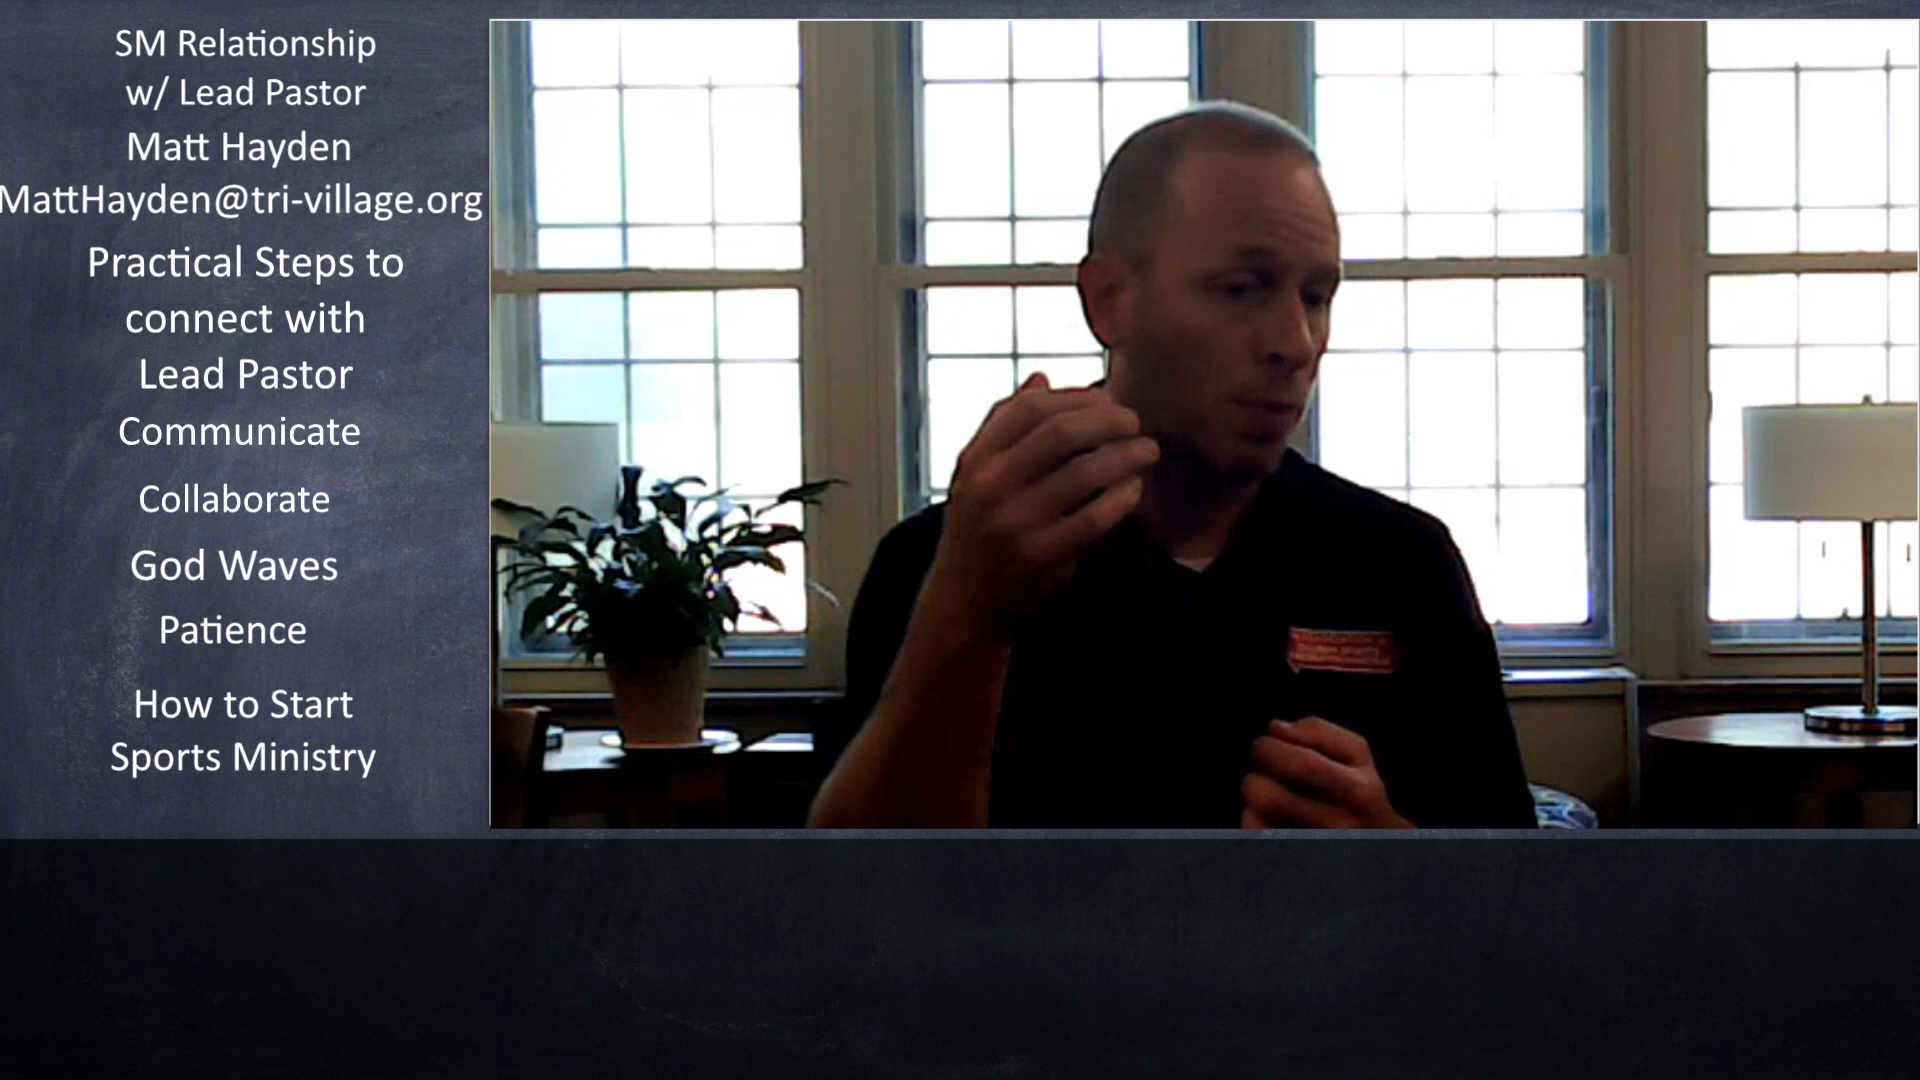 SM Relationship
w/ Lead Pastor
Matt Hayden
MattHayden@tri-village.org
Practical Steps to
connect with
Lead Pastor
Communicate
Collaborate
God Waves
Patience
How to Start
Sports Ministry